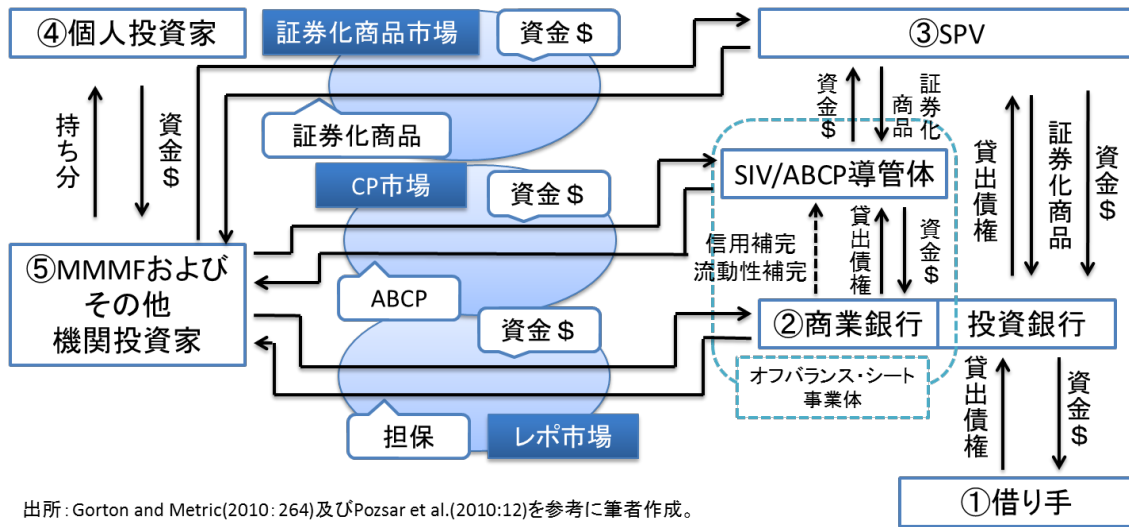 ④個人投資家
証券化商品市場
資金＄
③SPV
持ち分
資金＄
証券化商品
資金＄
証券化
商品
貸出債権
証券化商品
資金＄
CP市場
資金＄
SIV/ABCP導管体
信用補完
流動性補完
貸出債権
資金＄
⑤MMMFおよび
その他
機関投資家
ABCP
資金＄
②商業銀行
投資銀行
オフバランス・シート
事業体
担保
レポ市場
貸出債権
資金＄
①借り手
出所：Gorton and Metric(2010：264)及びPozsar et al.(2010:12)を参考に筆者作成。